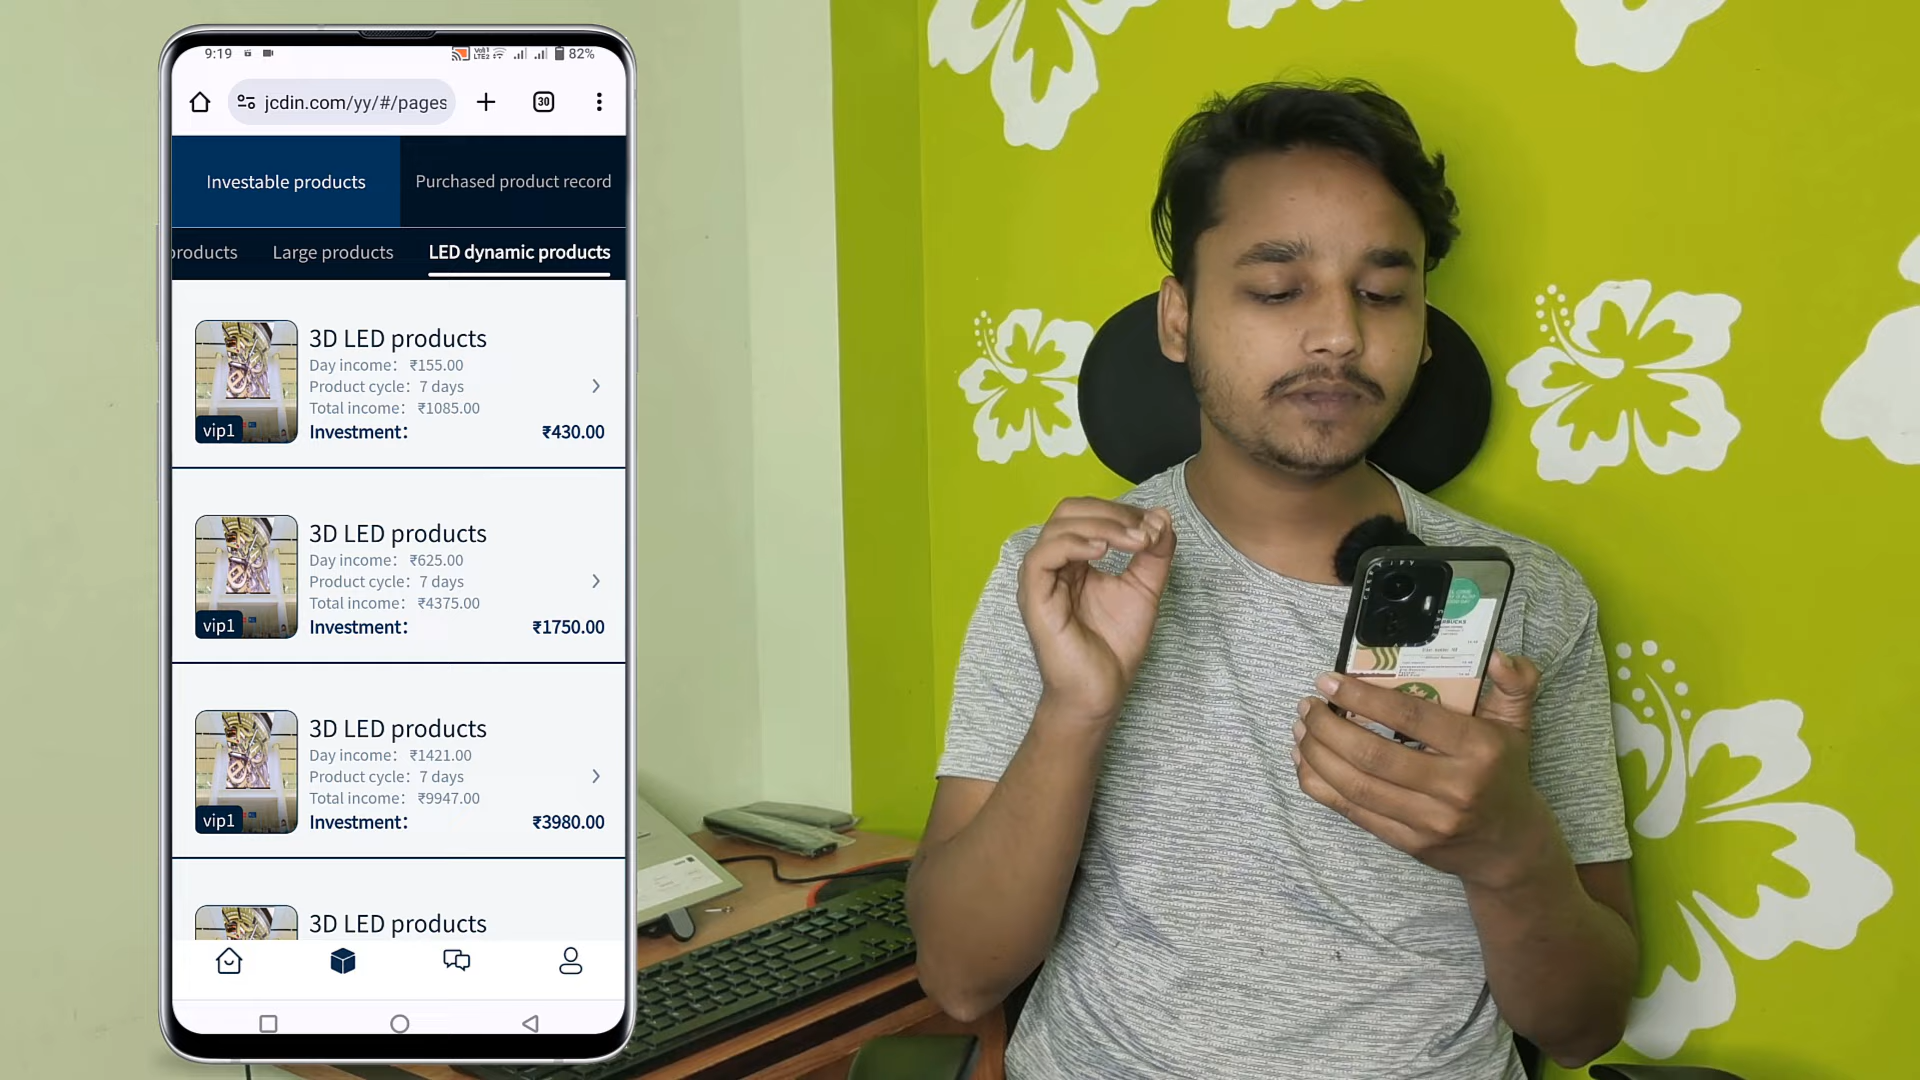 9:19
82%
jcdin.com/yy/#/pages
30
Investable products
Purchased product record
products
Large products
LED dynamic products
3D LED products
Day income: ₹155.00
Product cycle: 7 days
Total income: ₹1085.00
Investment: ₹430.00
vip1
3D LED products
Day income: ₹625.00
Product cycle: 7 days
Total income: ₹4375.00
Investment: ₹1750.00
vip1
3D LED products
Day income: ₹1421.00
Product cycle: 7 days
Total income: ₹9947.00
Investment: ₹3980.00
vip1
3D LED products